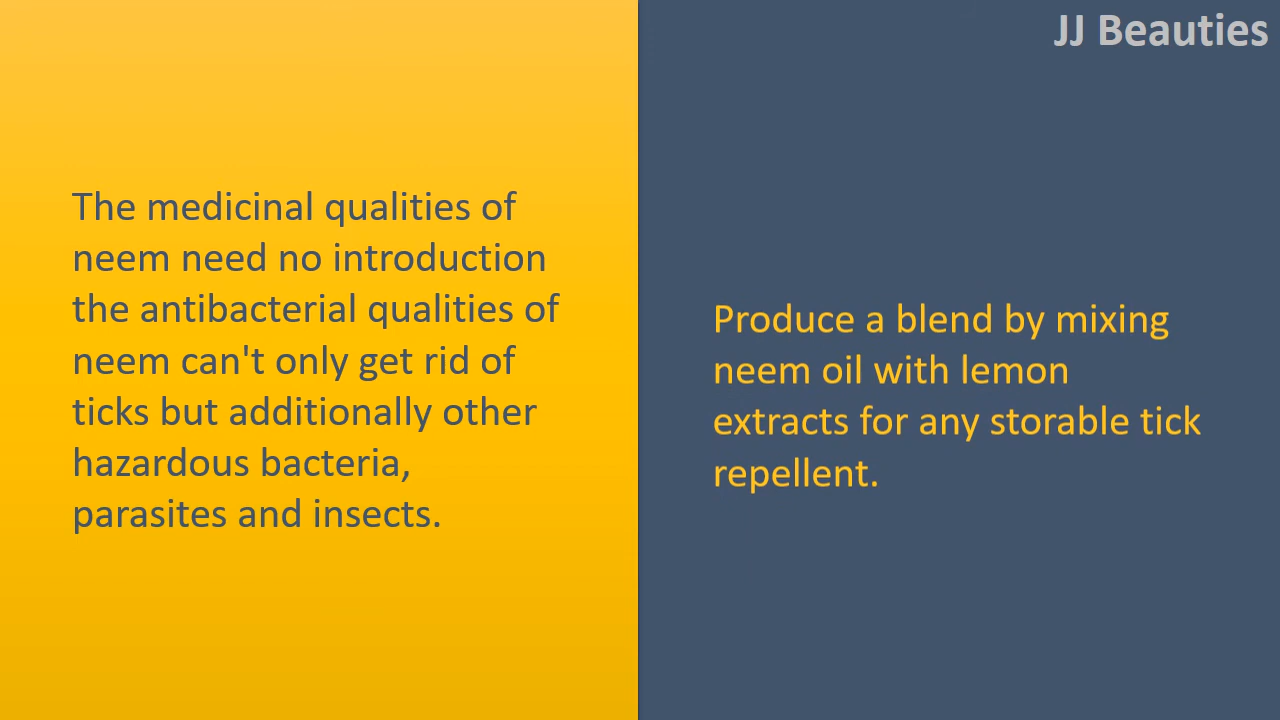 JJ Beauties
The medicinal qualities of
neem need no introduction
the antibacterial qualities of
neem can't only get rid of
ticks but additionally other
hazardous bacteria,
parasites and insects.
Produce a blend by mixing
neem oil with lemon
extracts for any storable tick
repellent.